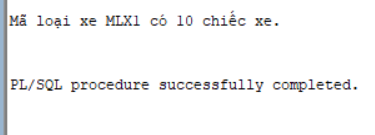 Mã loại xe MLX1 có 10 chiếc xe.
PL/SQL procedure successfully completed.